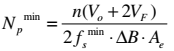 N_p^min = n(V_o + 2V_F) / 2f_s^min · ΔB · A_e